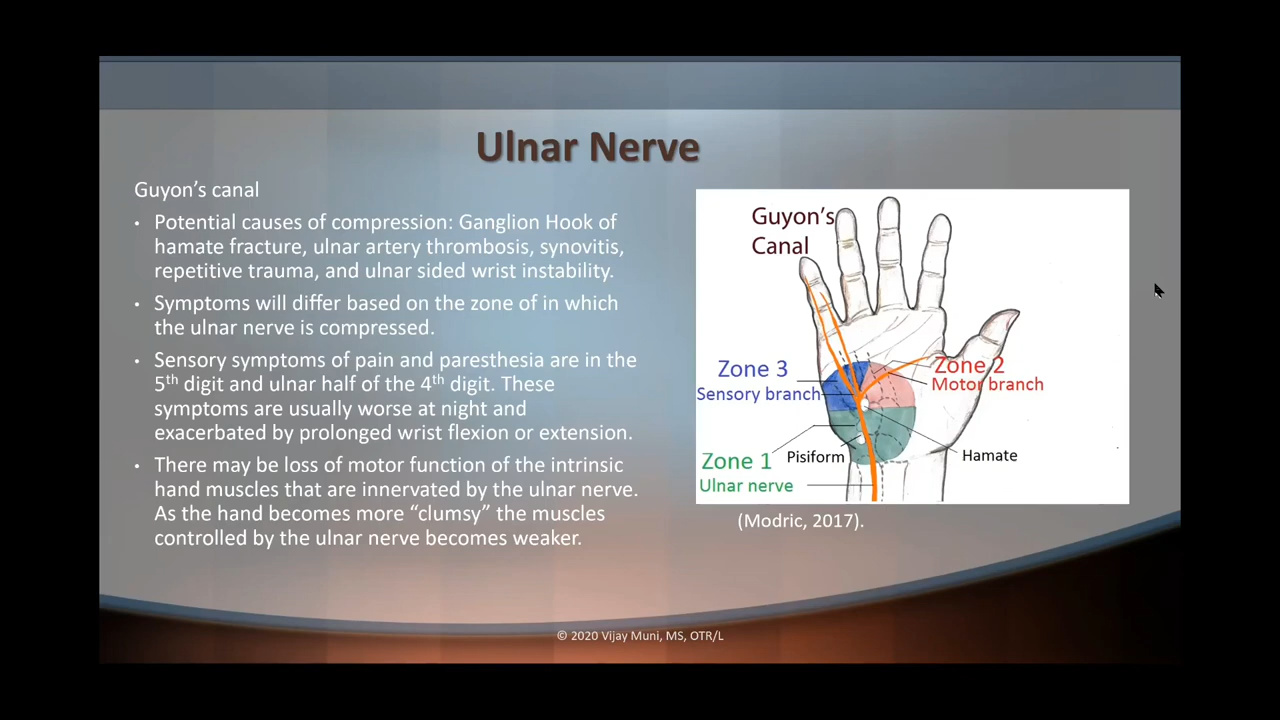 Ulnar Nerve
Guyon’s canal
• Potential causes of compression: Ganglion Hook of
hamate fracture, ulnar artery thrombosis, synovitis,
repetitive trauma, and ulnar sided wrist instability.
• Symptoms will differ based on the zone of in which
the ulnar nerve is compressed.
• Sensory symptoms of pain and paresthesia are in the
5th digit and ulnar half of the 4th digit. These
symptoms are usually worse at night and
exacerbated by prolonged wrist flexion or extension.
• There may be loss of motor function of the intrinsic
hand muscles that are innervated by the ulnar nerve.
As the hand becomes more “clumsy” the muscles
controlled by the ulnar nerve becomes weaker.
Guyon’s
Canal
Zone 3
Sensory branch
Zone 2
Motor branch
Zone 1
Ulnar nerve
Pisiform
Hamate
(Modric, 2017).
© 2020 Vijay Muni, MS, OTR/L